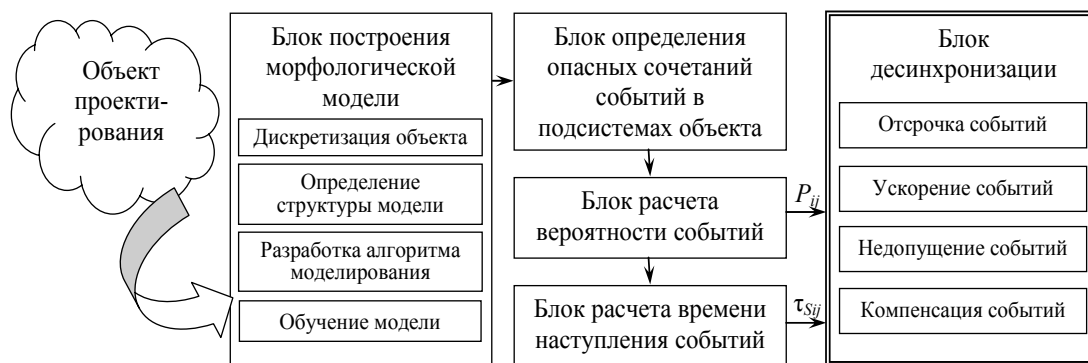 Объект
проекти-
рования
Блок построения
морфологической
модели
Дискретизация объекта
Определение
структуры модели
Разработка алгоритма
моделирования
Обучение модели
Блок определения
опасных сочетаний
событий в
подсистемах объекта
Блок расчета
вероятности событий
Блок расчета времени
наступления событий
P_ij
τ_Sij
Блок
десинхронизации
Отсрочка событий
Ускорение событий
Недопущение событий
Компенсация событий